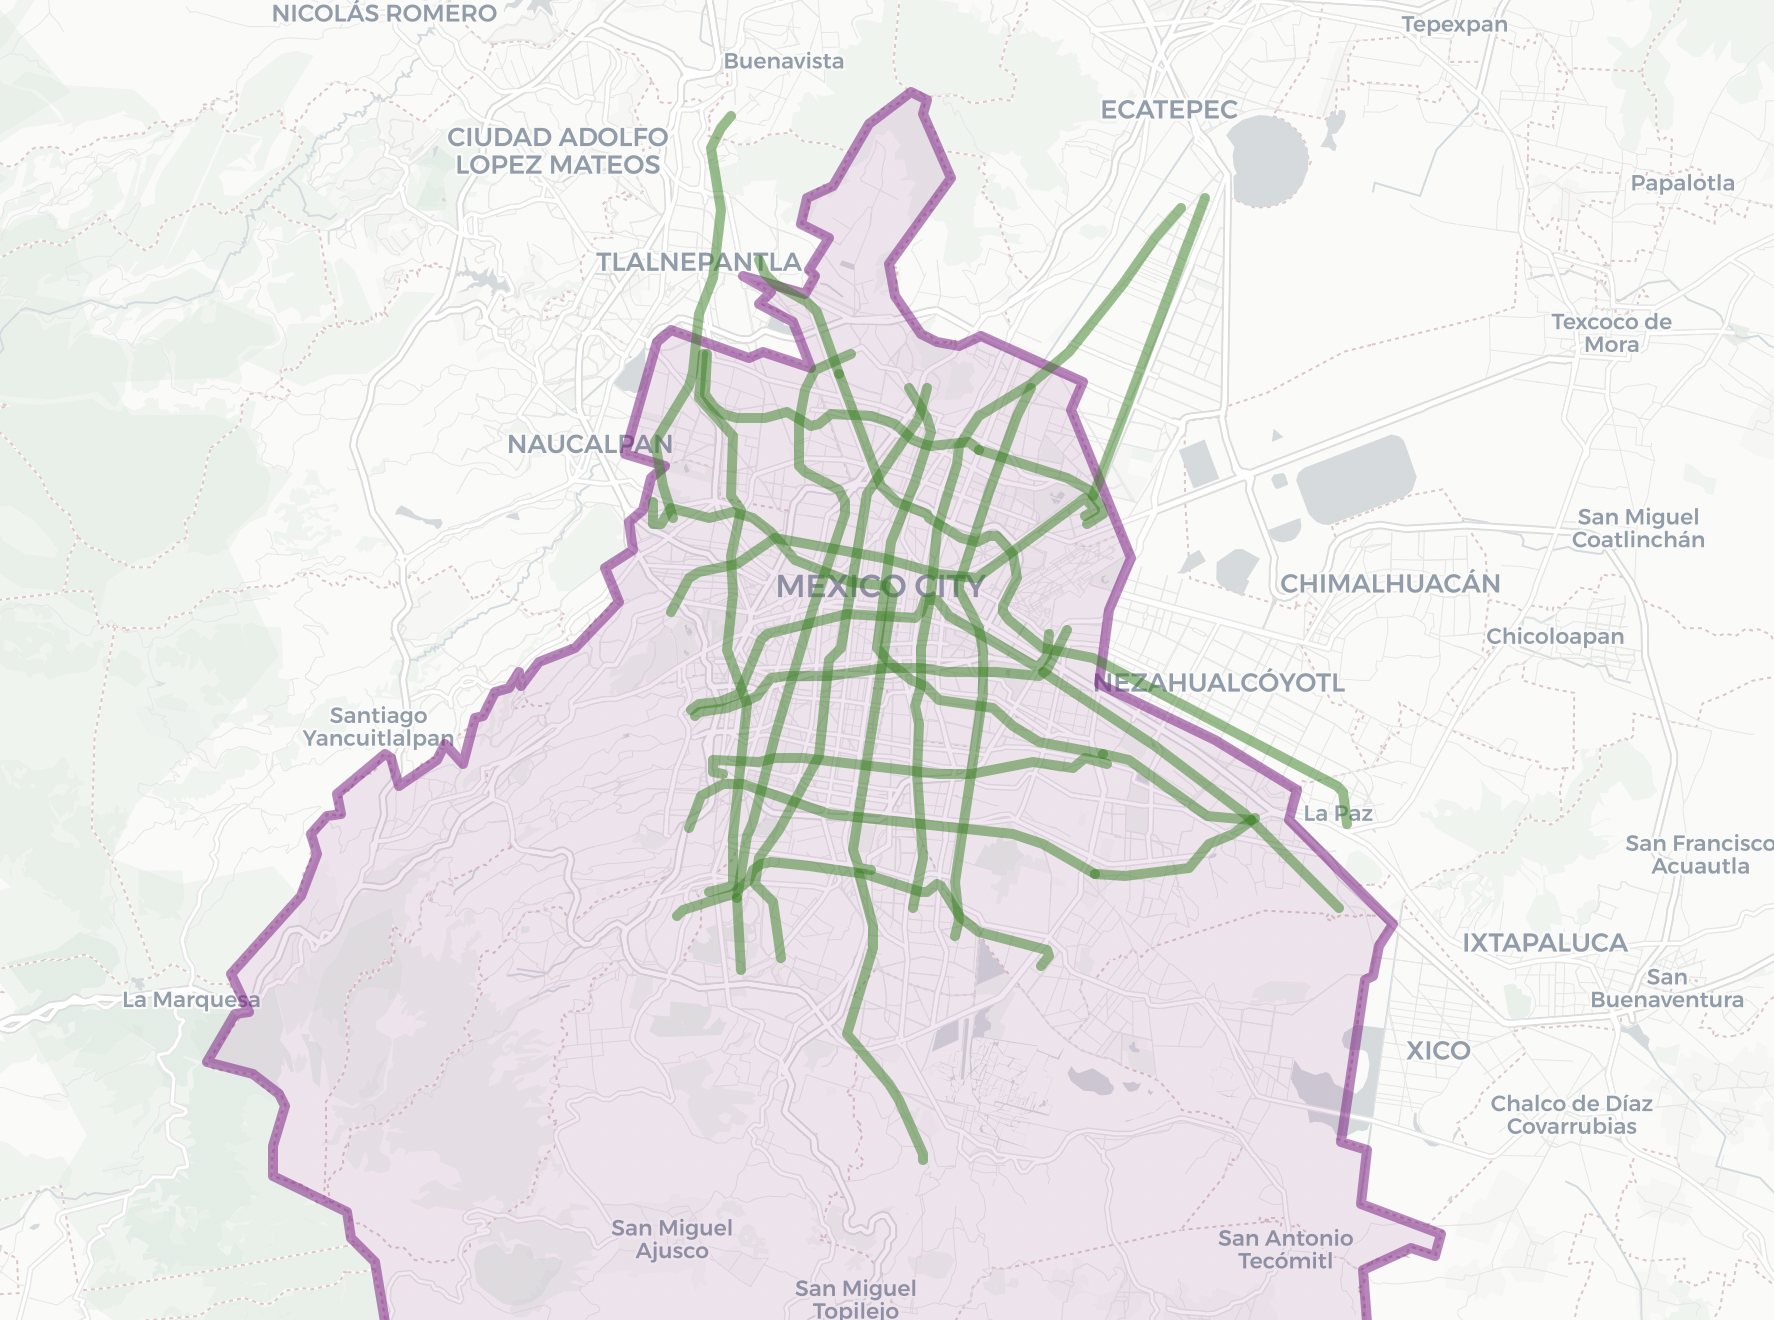 NICOLÁS ROMERO
Tepexpan
Buenavista
ECATEPEC
CIUDAD ADOLFO
LOPEZ MATEOS
Papalotla
TLALNEPANTLA
Texcoco de
Mora
NAUCALPAN
San Miguel
Coatlinchán
MEXICO CITY
CHIMALHUACÁN
Chicoloapan
NEZAHUALCÓYOTL
Santiago
Yancuitlalpan
La Paz
San Francisco
Acuautla
IXTAPALUCA
La Marquesa
San
Buenaventura
XICO
Chalco de Díaz
Covarrubias
San Miguel
Ajusco
San Antonio
Tecómitl
San Miguel
Topilejo